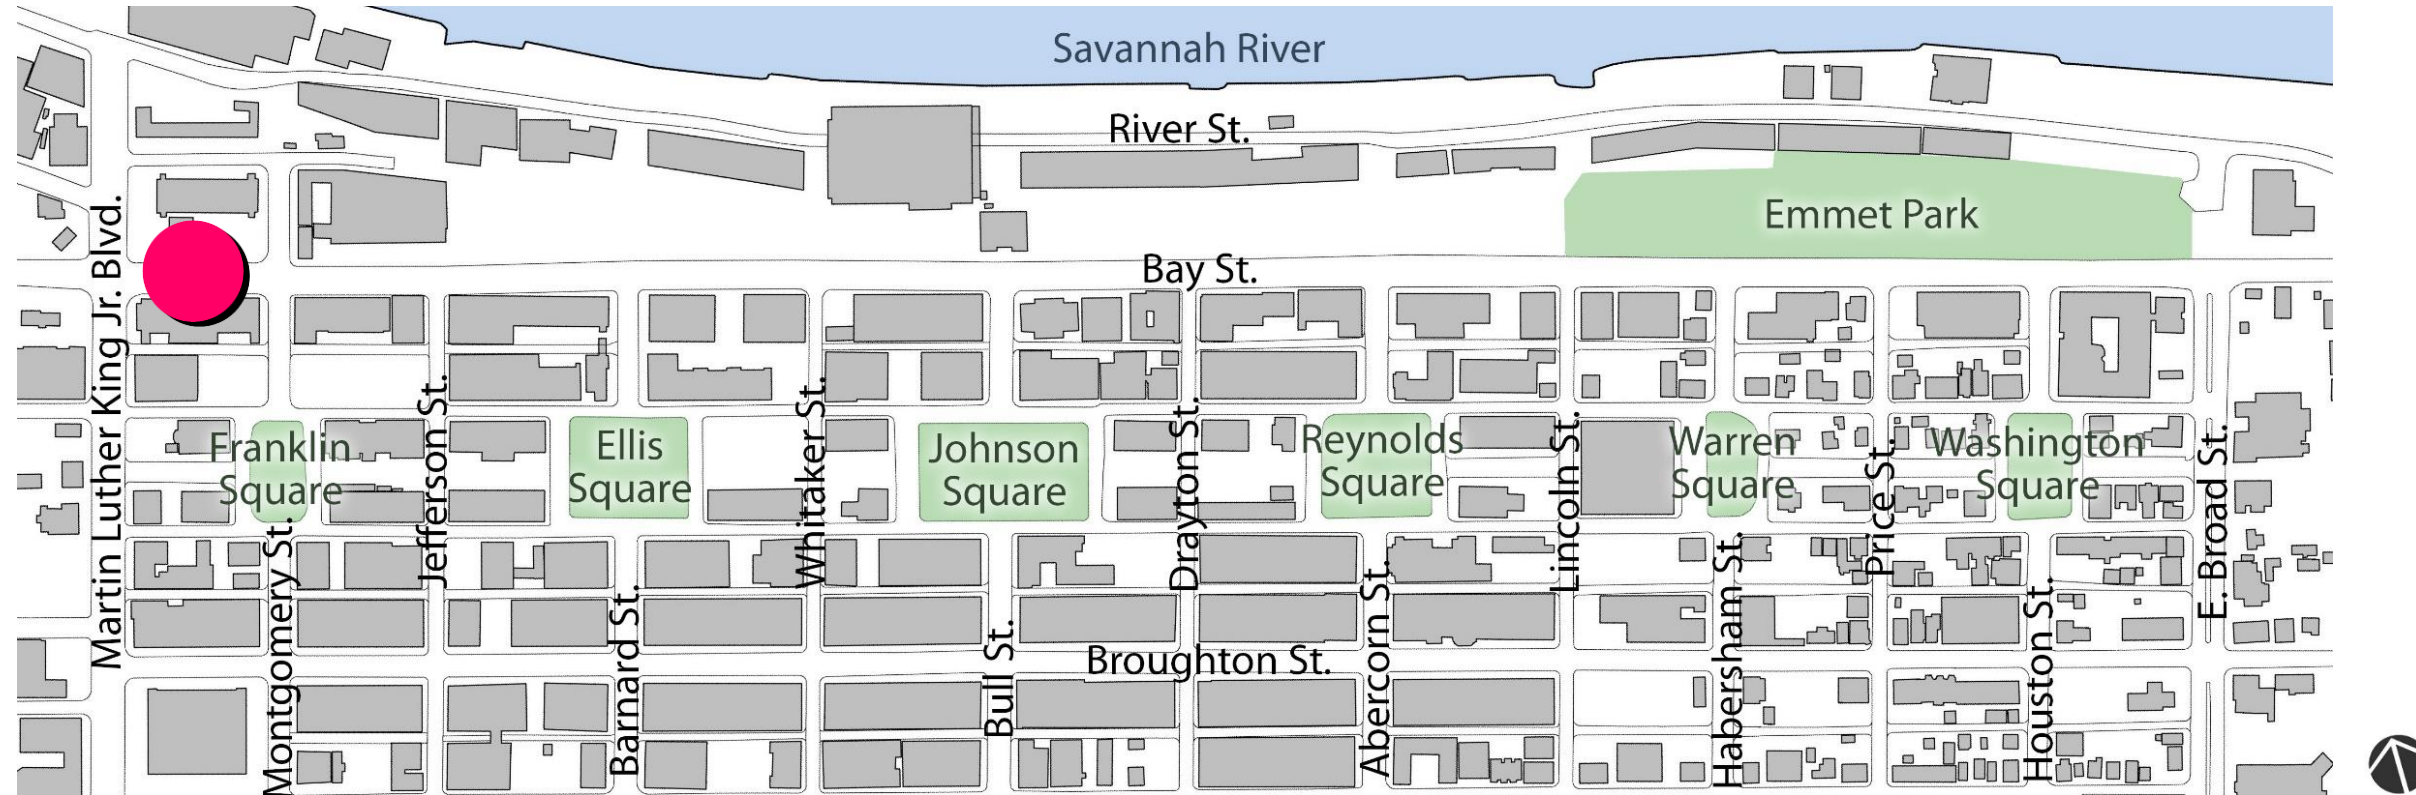 Savannah River
River St.
Emmet Park
Bay St.
Martin Luther King Jr. Blvd.
Franklin
Square
Jefferson St.
Ellis
Square
Whitaker St.
Johnson
Square
Drayton St.
Reynolds
Square
Lincoln St.
Warren
Square
Price St.
Washington
Square
E. Broad St.
Montgomery St.
Barnard St.
Bull St.
Broughton St.
Abercorn St.
Habersham St.
Houston St.